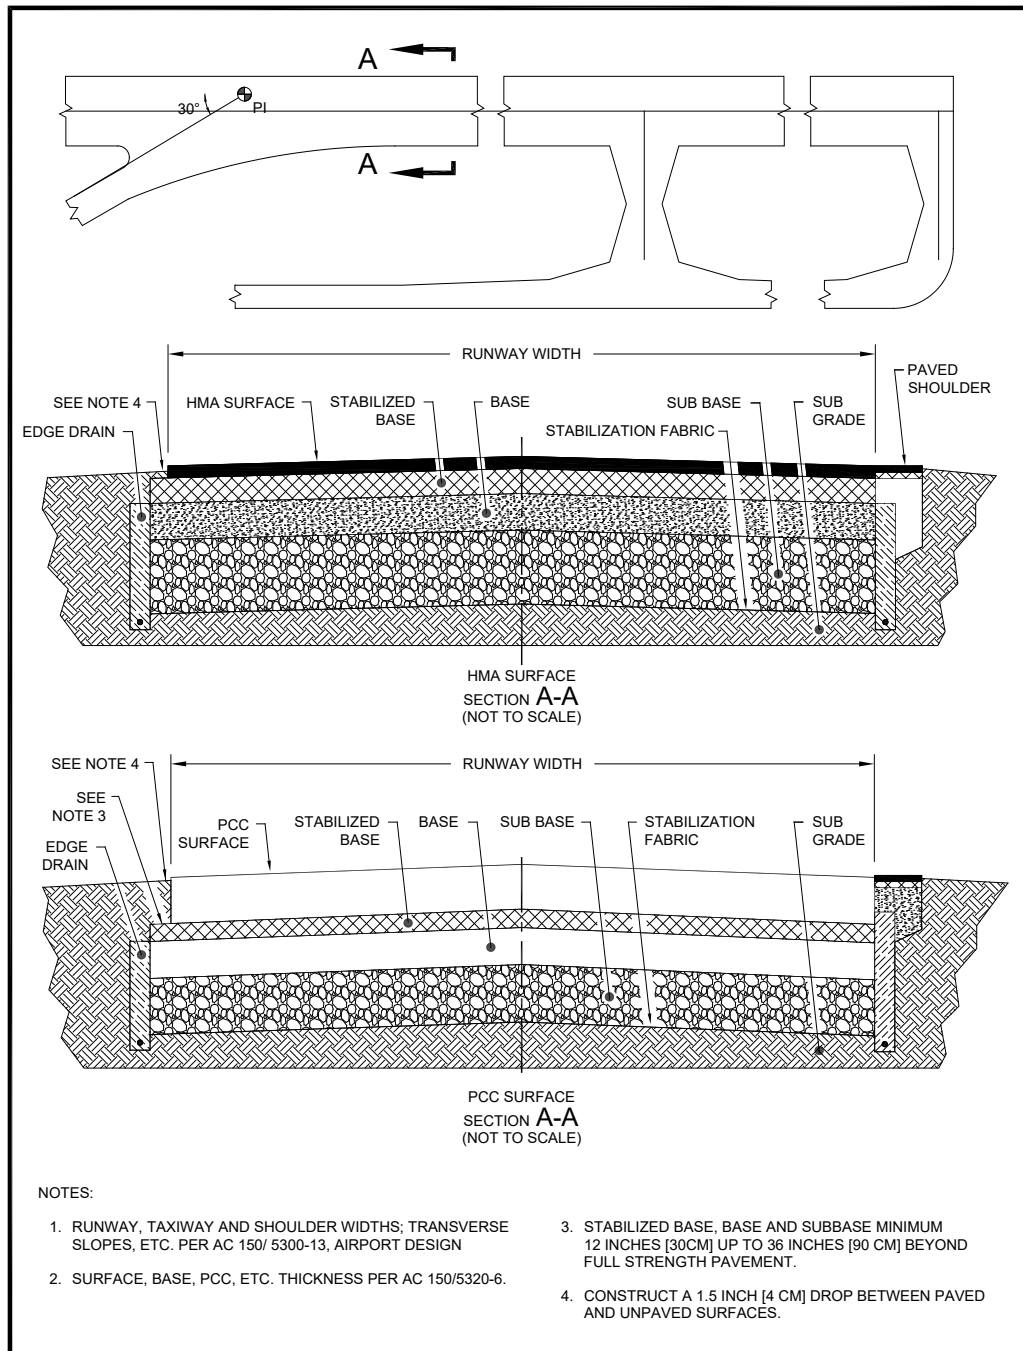 A
30°
PI
A
RUNWAY WIDTH
PAVED
SHOULDER
SEE NOTE 4
HMA SURFACE
STABILIZED
BASE
BASE
SUB BASE
SUB
GRADE
EDGE DRAIN
STABILIZATION FABRIC
HMA SURFACE
SECTION A-A
(NOT TO SCALE)
SEE NOTE 4
RUNWAY WIDTH
SEE
NOTE 3
PCC
SURFACE
STABILIZED
BASE
BASE
SUB BASE
STABILIZATION
FABRIC
SUB
GRADE
EDGE
DRAIN
PCC SURFACE
SECTION A-A
(NOT TO SCALE)
NOTES:
1. RUNWAY, TAXIWAY AND SHOULDER WIDTHS; TRANSVERSE
SLOPES, ETC. PER AC 150/ 5300-13, AIRPORT DESIGN
2. SURFACE, BASE, PCC, ETC. THICKNESS PER AC 150/5320-6.
3. STABILIZED BASE, BASE AND SUBBASE MINIMUM
12 INCHES [30CM] UP TO 36 INCHES [90 CM] BEYOND
FULL STRENGTH PAVEMENT.
4. CONSTRUCT A 1.5 INCH [4 CM] DROP BETWEEN PAVED
AND UNPAVED SURFACES.